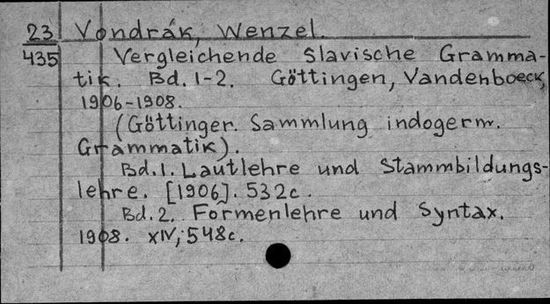 23 Vondrák, Wenzel.
435 Vergleichende Slavische Gramma-
tik. Bd. 1-2. Göttingen, Vandenboeck,
1906-1908.
(Göttinger. Sammlung indogerm.
Grammatik).
Bd. 1. Lautlehre und Stammbildungs-
lehre. [1906]. 532c.
Bd. 2. Formenlehre und Syntax.
1908. XIV, 548c.